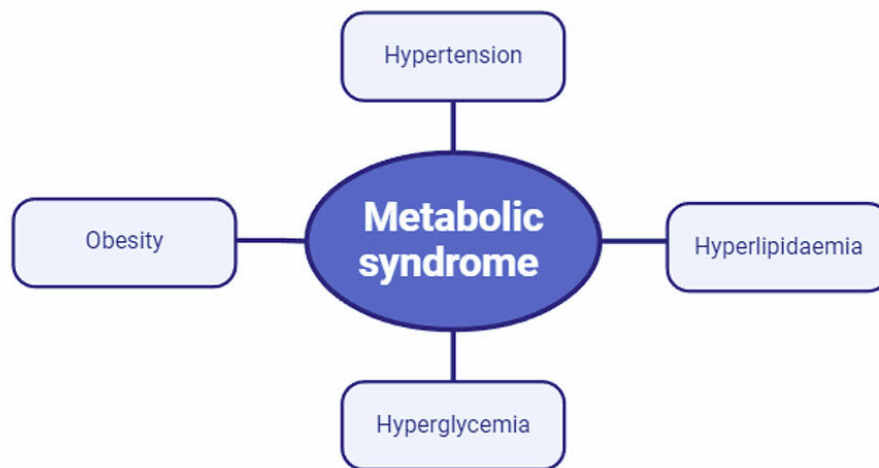 Hypertension
Obesity
Metabolic
syndrome
Hyperlipidaemia
Hyperglycemia